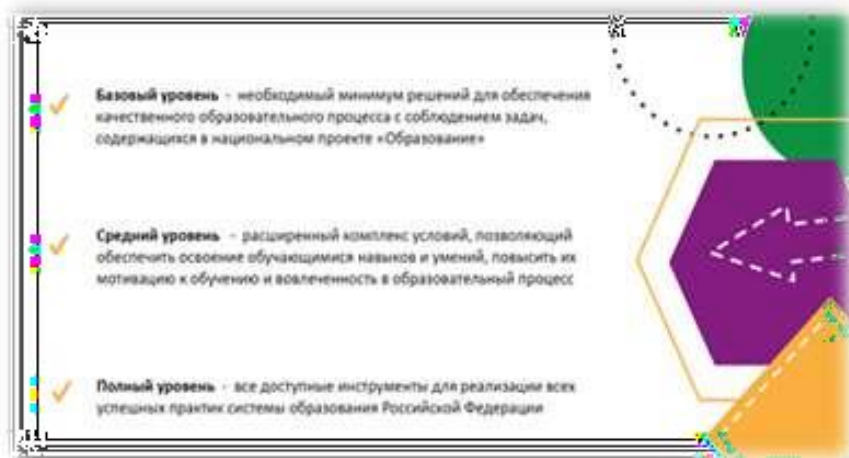 Базовый уровень - необходимый минимум решений для обеспечения
качественного образовательного процесса с соблюдением задач,
содержащихся в национальном проекте «Образование»
Средний уровень - расширенный комплекс условий, позволяющий
обеспечить освоение обучающимися навыков и умений, повысить их
мотивацию к обучению и вовлеченность в образовательный процесс
Полный уровень - все доступные инструменты для реализации всех
успешных практик системы образования Российской Федерации